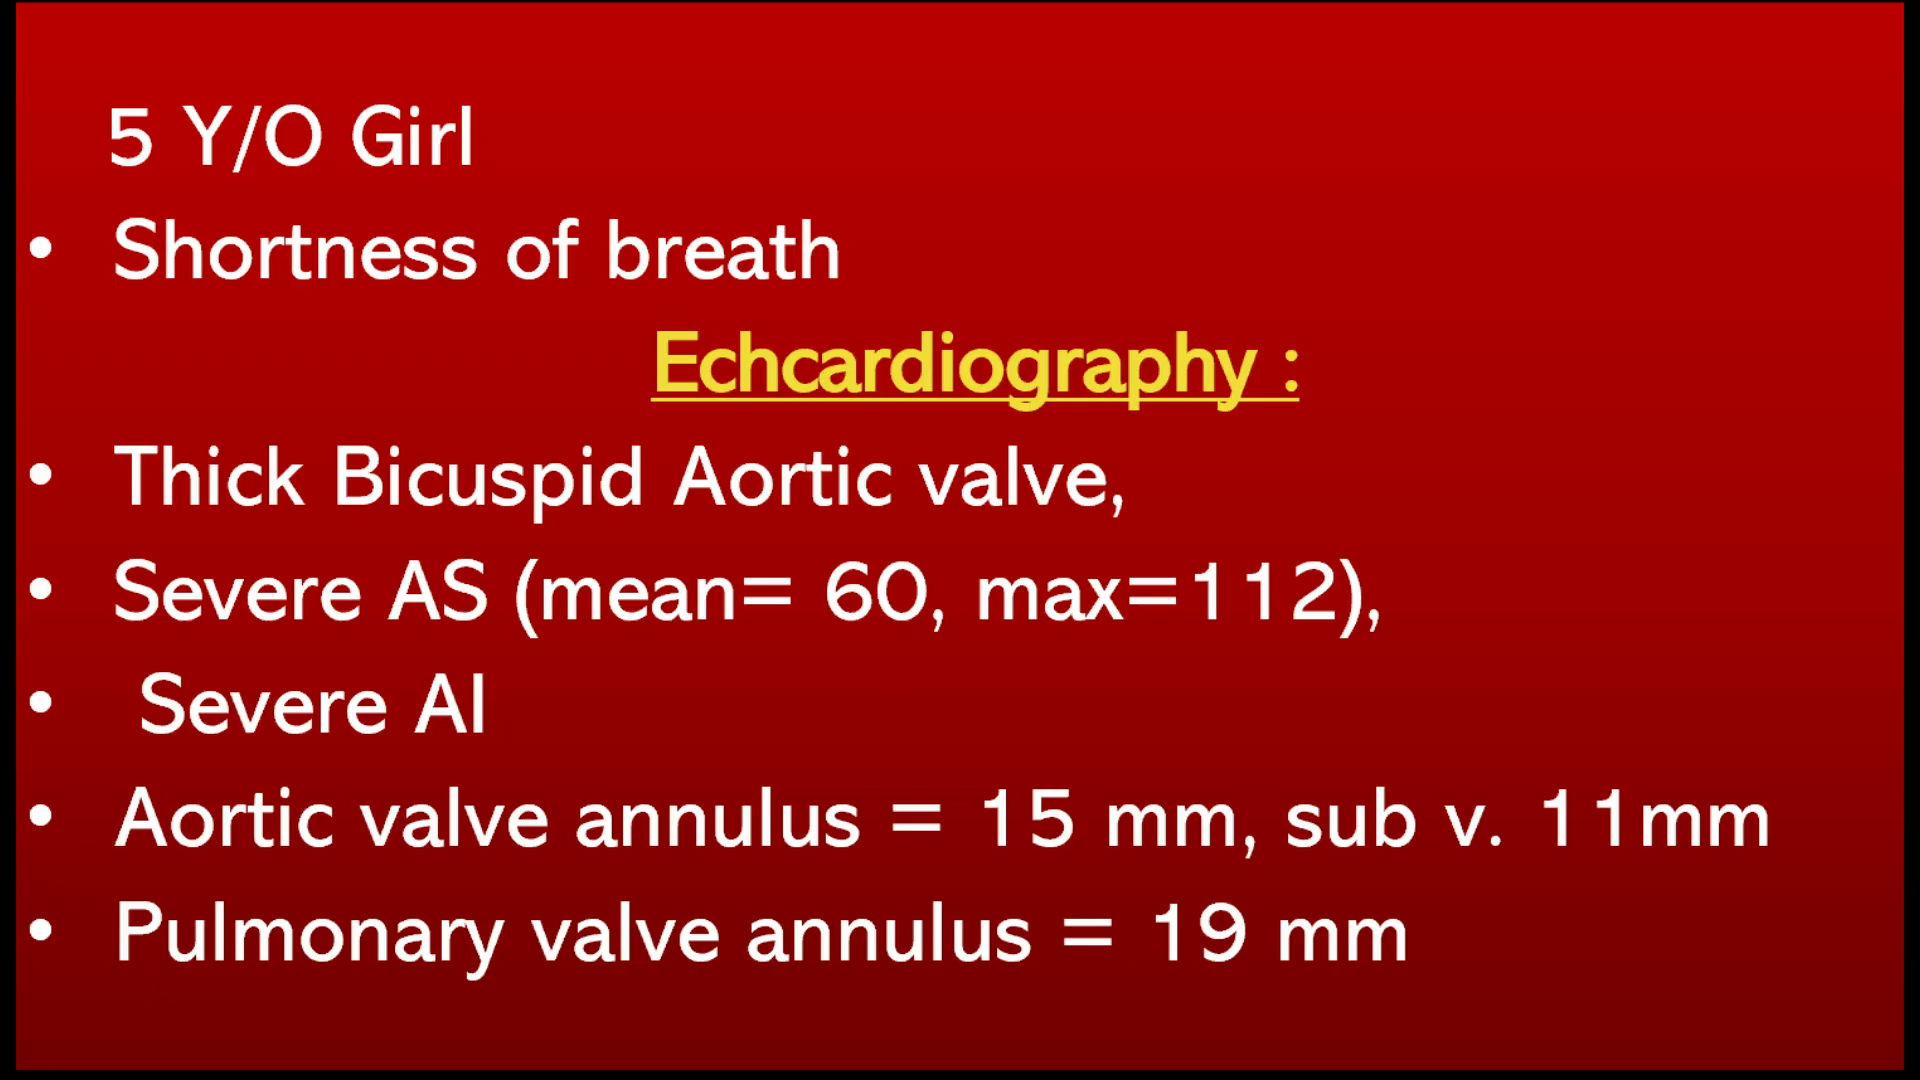 5 Y/O Girl
• Shortness of breath
Echcardiography :
• Thick Bicuspid Aortic valve,
• Severe AS (mean= 60, max=112),
• Severe AI
• Aortic valve annulus = 15 mm, sub v. 11mm
• Pulmonary valve annulus = 19 mm